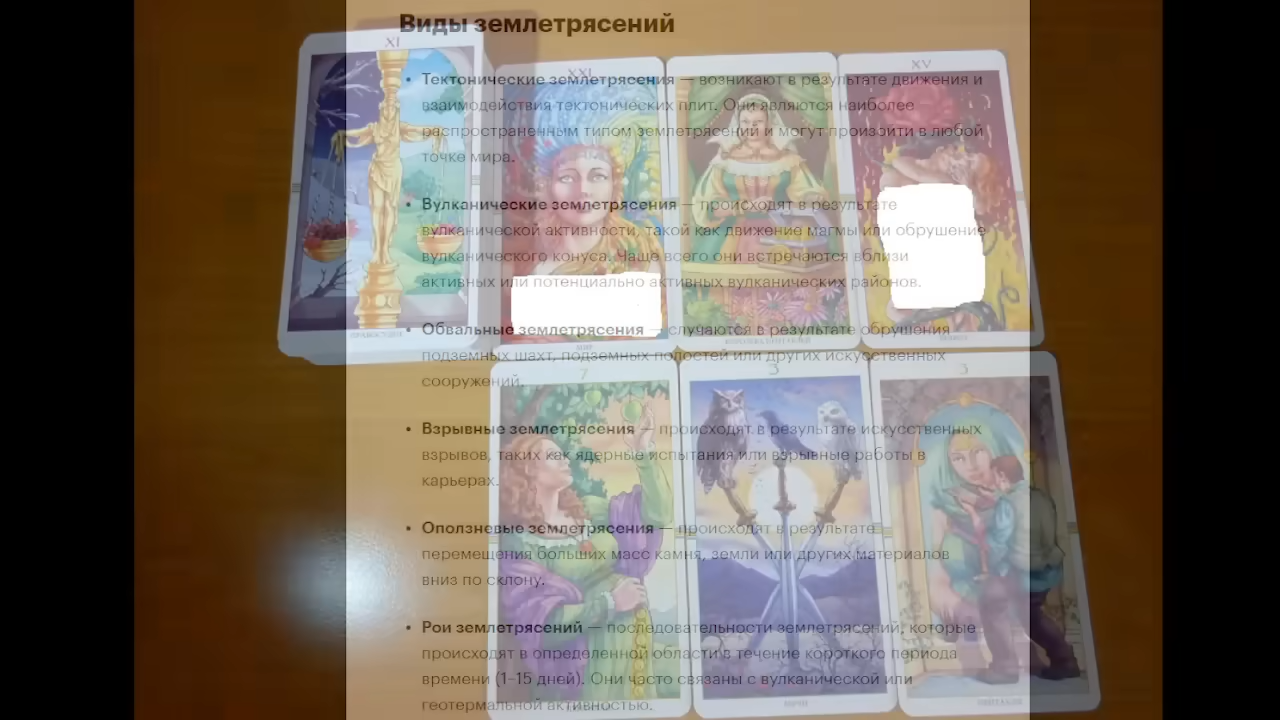 Виды землетрясений
• Тектонические землетрясения — возникают в результате движения и
взаимодействия тектонических плит. Они являются наиболее
распространенным типом землетрясений и могут произойти в любой
точке мира.
• Вулканические землетрясения — происходят в результате
вулканической активности, такой как движение магмы или обрушение
вулканического конуса. Чаще всего они встречаются вблизи
активных или потенциально активных вулканических районов.
• Обвальные землетрясения — случаются в результате обрушения
подземных шахт, подземных полостей или других искусственных
сооружений.
• Взрывные землетрясения — происходят в результате искусственных
взрывов, таких как ядерные испытания или взрывные работы в
карьерах.
• Оползневые землетрясения — происходят в результате
перемещения больших масс камня, земли или других материалов
вниз по склону.
• Рои землетрясений — последовательности землетрясений, которые
происходят в определенной области в течение короткого периода
времени (1-15 дней). Они часто связаны с вулканической или
геотермальной активностью.
XI
XXI
XV
ПРАВОСУДИЕ
МИР
КОРОЛЕВА ПЕНТАКЛЕЙ
7
3
3